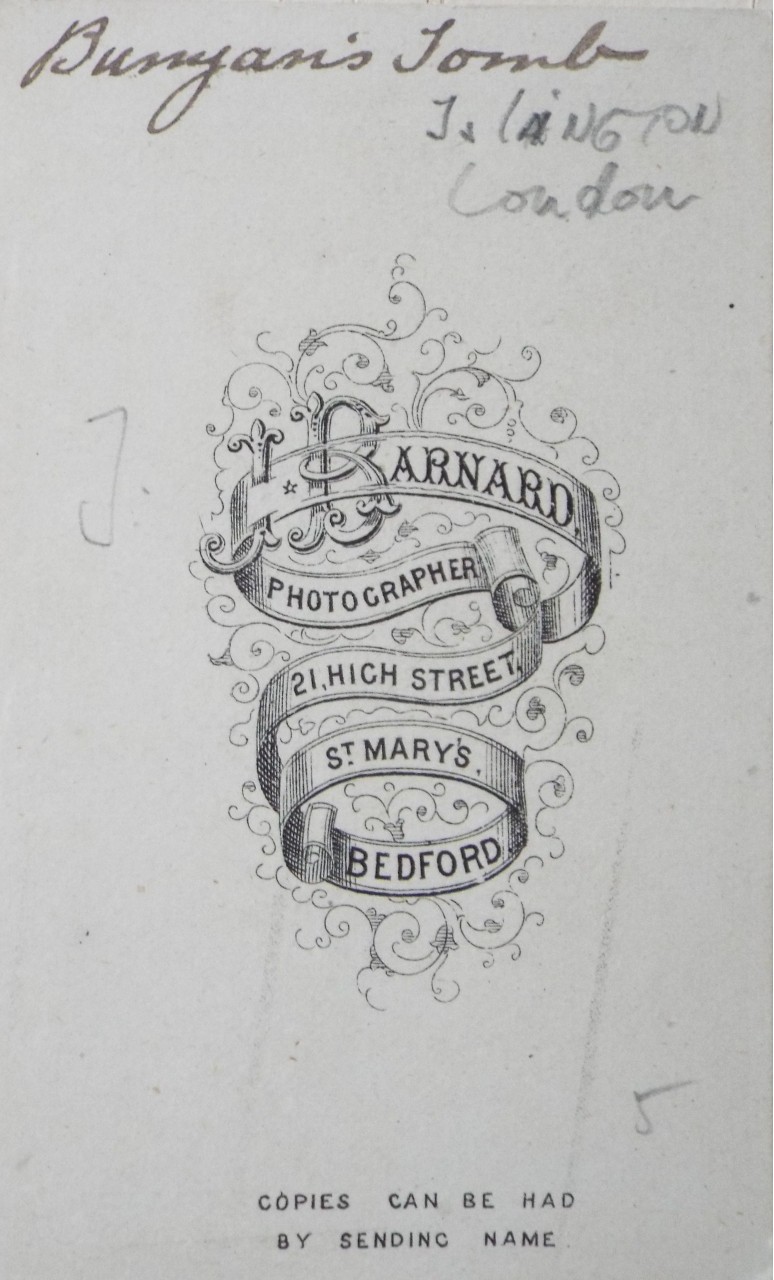 Bunyan's Tomb
Islington
London
J.
J. BARNARD,
PHOTOGRAPHER
21, HIGH STREET,
ST MARY'S,
BEDFORD.
5
COPIES CAN BE HAD
BY SENDING NAME